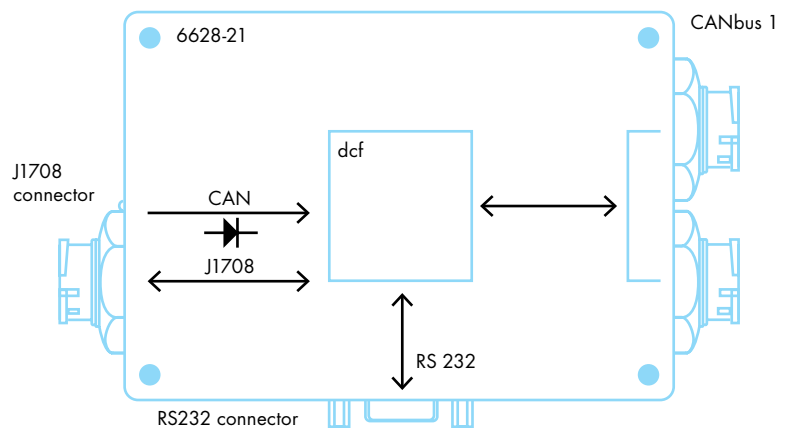 CANbus 1
6628-21
dcf
J1708
connector
CAN
J1708
RS 232
RS232 connector